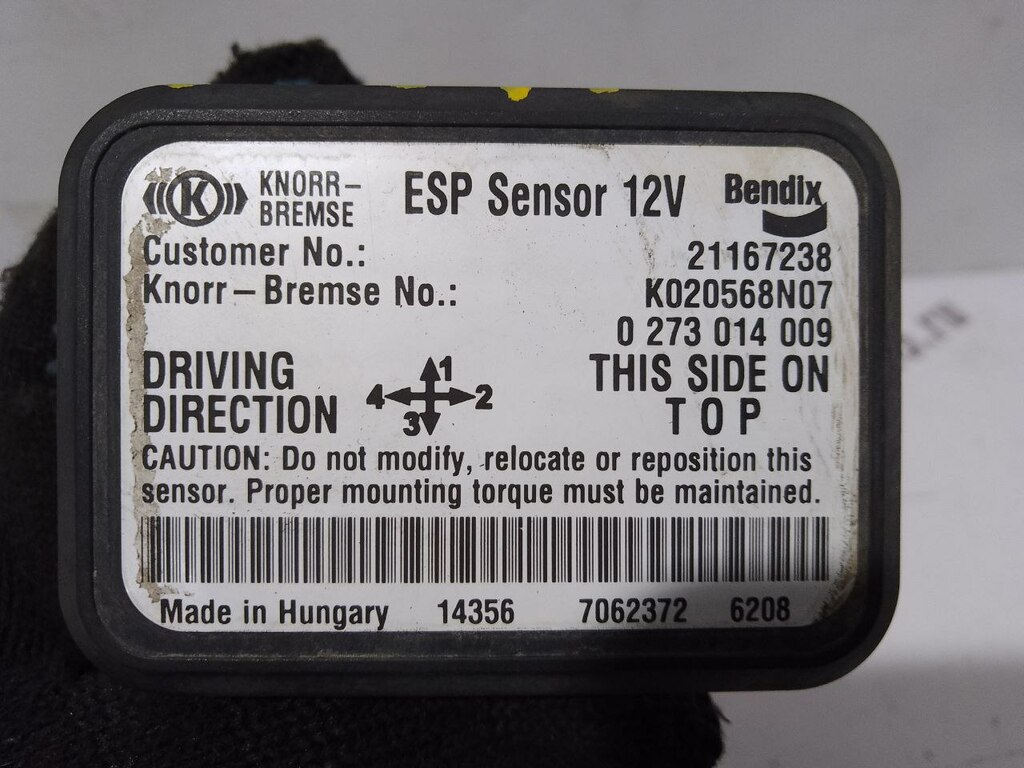 K KNORR-
BREMSE
ESP Sensor 12V
Bendix
Customer No.: 21167238
Knorr-Bremse No.: K020568N07
0 273 014 009
DRIVING
DIRECTION
1
4 2
3
THIS SIDE ON
TOP
CAUTION: Do not modify, relocate or reposition this
sensor. Proper mounting torque must be maintained.
Made in Hungary 14356 7062372 6208